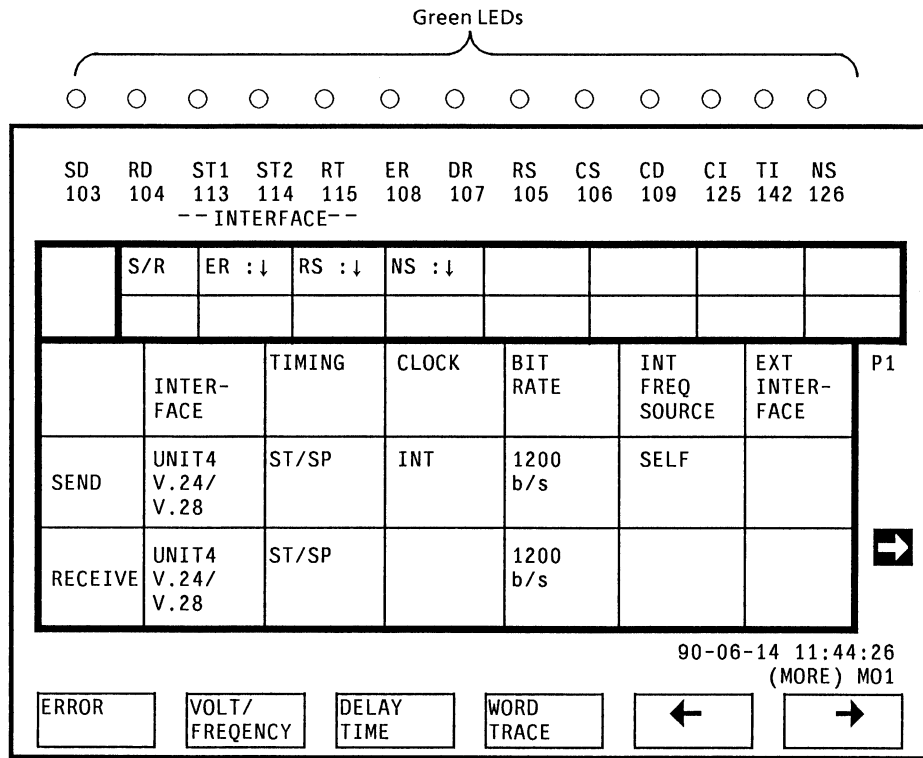 Green LEDs
SD RD ST1 ST2 RT ER DR RS CS CD CI TI NS
103 104 113 114 115 108 107 105 106 109 125 142 126
--INTERFACE--
S/R ER :↓ RS :↓ NS :↓
INTER-
FACE
TIMING
CLOCK
BIT
RATE
INT
FREQ
SOURCE
EXT
INTER-
FACE
P1
SEND
UNIT4
V.24/
V.28
ST/SP
INT
1200
b/s
SELF
RECEIVE
UNIT4
V.24/
V.28
ST/SP
1200
b/s
90-06-14 11:44:26
(MORE) MO1
ERROR
VOLT/
FREQENCY
DELAY
TIME
WORD
TRACE